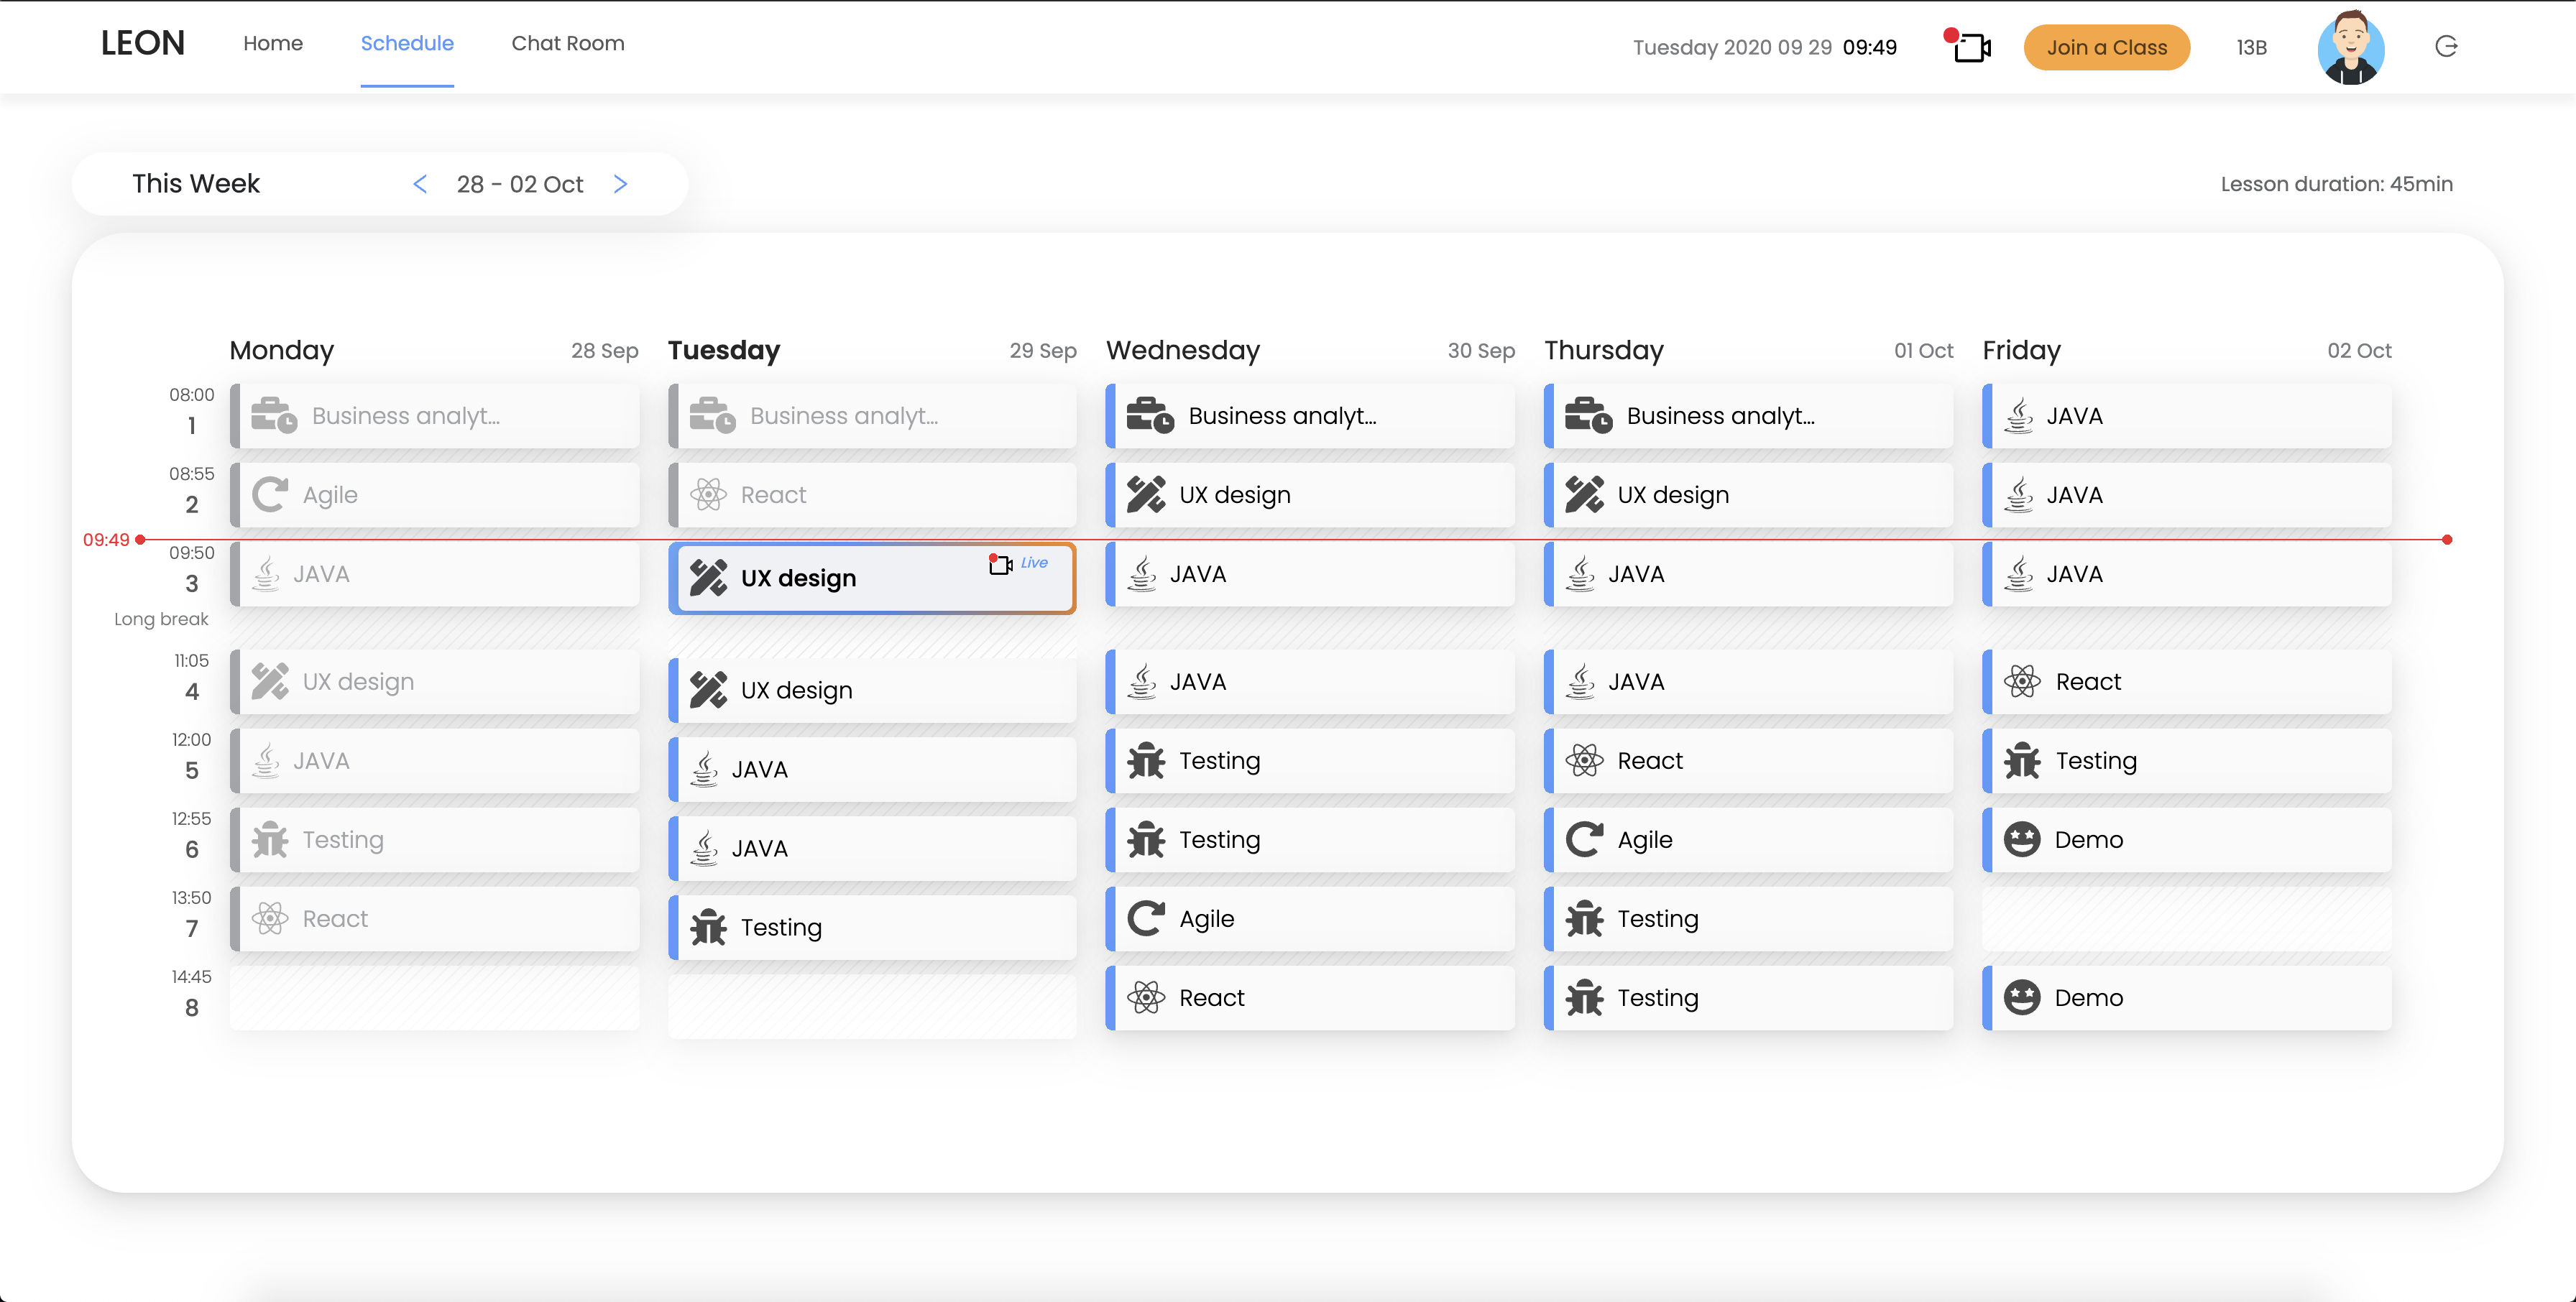 LEON Home Schedule Chat Room Tuesday 2020 09 29 09:49 Join a Class 13B
This Week < 28 - 02 Oct > Lesson duration: 45min
Monday 28 Sep Tuesday 29 Sep Wednesday 30 Sep Thursday 01 Oct Friday 02 Oct
08:00
1 Business analyt... Business analyt... Business analyt... Business analyt... JAVA
08:55
2 Agile React UX design UX design JAVA
09:49
09:50
3 JAVA UX design Live JAVA JAVA JAVA
Long break
11:05
4 UX design UX design JAVA JAVA React
12:00
5 JAVA JAVA Testing React Testing
12:55
6 Testing JAVA Testing Agile Demo
13:50
7 React Testing Agile Testing
14:45
8 React Testing Demo